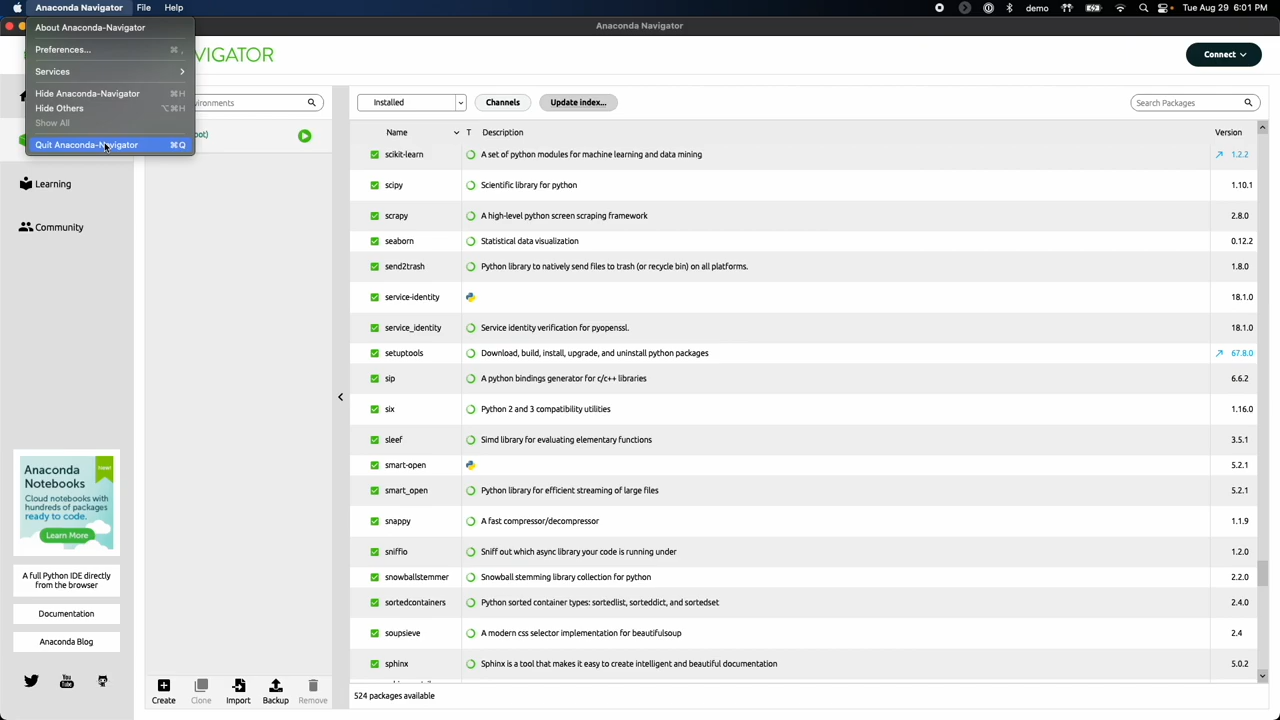 Anaconda Navigator File Help demo Tue Aug 29 6:01 PM
Anaconda Navigator
About Anaconda-Navigator
Preferences... ⌘ ,
Services
Hide Anaconda-Navigator ⌘H
Hide Others ⌥⌘H
Show All
Quit Anaconda-Navigator ⌘Q
VIGATOR
Connect
ironments
Installed
Channels
Update index...
Search Packages
oot)
Learning
Community
Name T Description Version
scikit-learn A set of python modules for machine learning and data mining 1.2.2
scipy Scientific library for python 1.10.1
scrapy A high-level python screen scraping framework 2.8.0
seaborn Statistical data visualization 0.12.2
send2trash Python library to natively send files to trash (or recycle bin) on all platforms. 1.8.0
service-identity 18.1.0
service_identity Service identity verification for pyopenssl. 18.1.0
setuptools Download, build, install, upgrade, and uninstall python packages 67.8.0
sip A python bindings generator for c/c++ libraries 6.6.2
six Python 2 and 3 compatibility utilities 1.16.0
sleef Simd library for evaluating elementary functions 3.5.1
smart-open 5.2.1
smart_open Python library for efficient streaming of large files 5.2.1
snappy A fast compressor/decompressor 1.1.9
sniffio Sniff out which async library your code is running under 1.2.0
snowballstemmer Snowball stemming library collection for python 2.2.0
sortedcontainers Python sorted container types: sortedlist, sorteddict, and sortedset 2.4.0
soupsieve A modern css selector implementation for beautifulsoup 2.4
sphinx Sphinx is a tool that makes it easy to create intelligent and beautiful documentation 5.0.2
524 packages available
Anaconda
Notebooks
New!
Cloud notebooks with
hundreds of packages
ready to code.
Learn More
A full Python IDE directly
from the browser
Documentation
Anaconda Blog
You
Tube
Create Clone Import Backup Remove